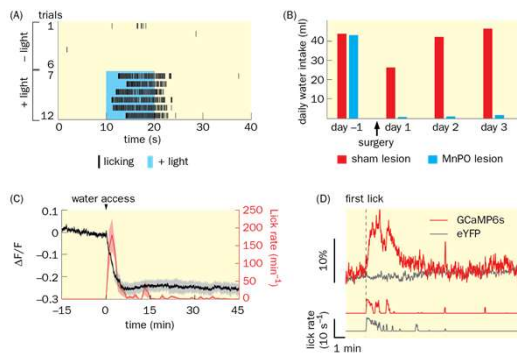 (A)
trials
1
– light
6
7
+ light
12
0 10 20 30 40
time (s)
licking + light
(B)
daily water intake (ml)
40
30
20
10
day –1 day 1 day 2 day 3
surgery
sham lesion MnPO lesion
(C)
water access
ΔF/F
0.1
0
–0.1
–0.2
–0.3
–15 0 15 30 45
time (min)
250
200
150
100
50
0
Lick rate (min⁻¹)
(D)
first lick
GCaMP6s
eYFP
10%
lick rate
(10 s⁻¹)
1 min